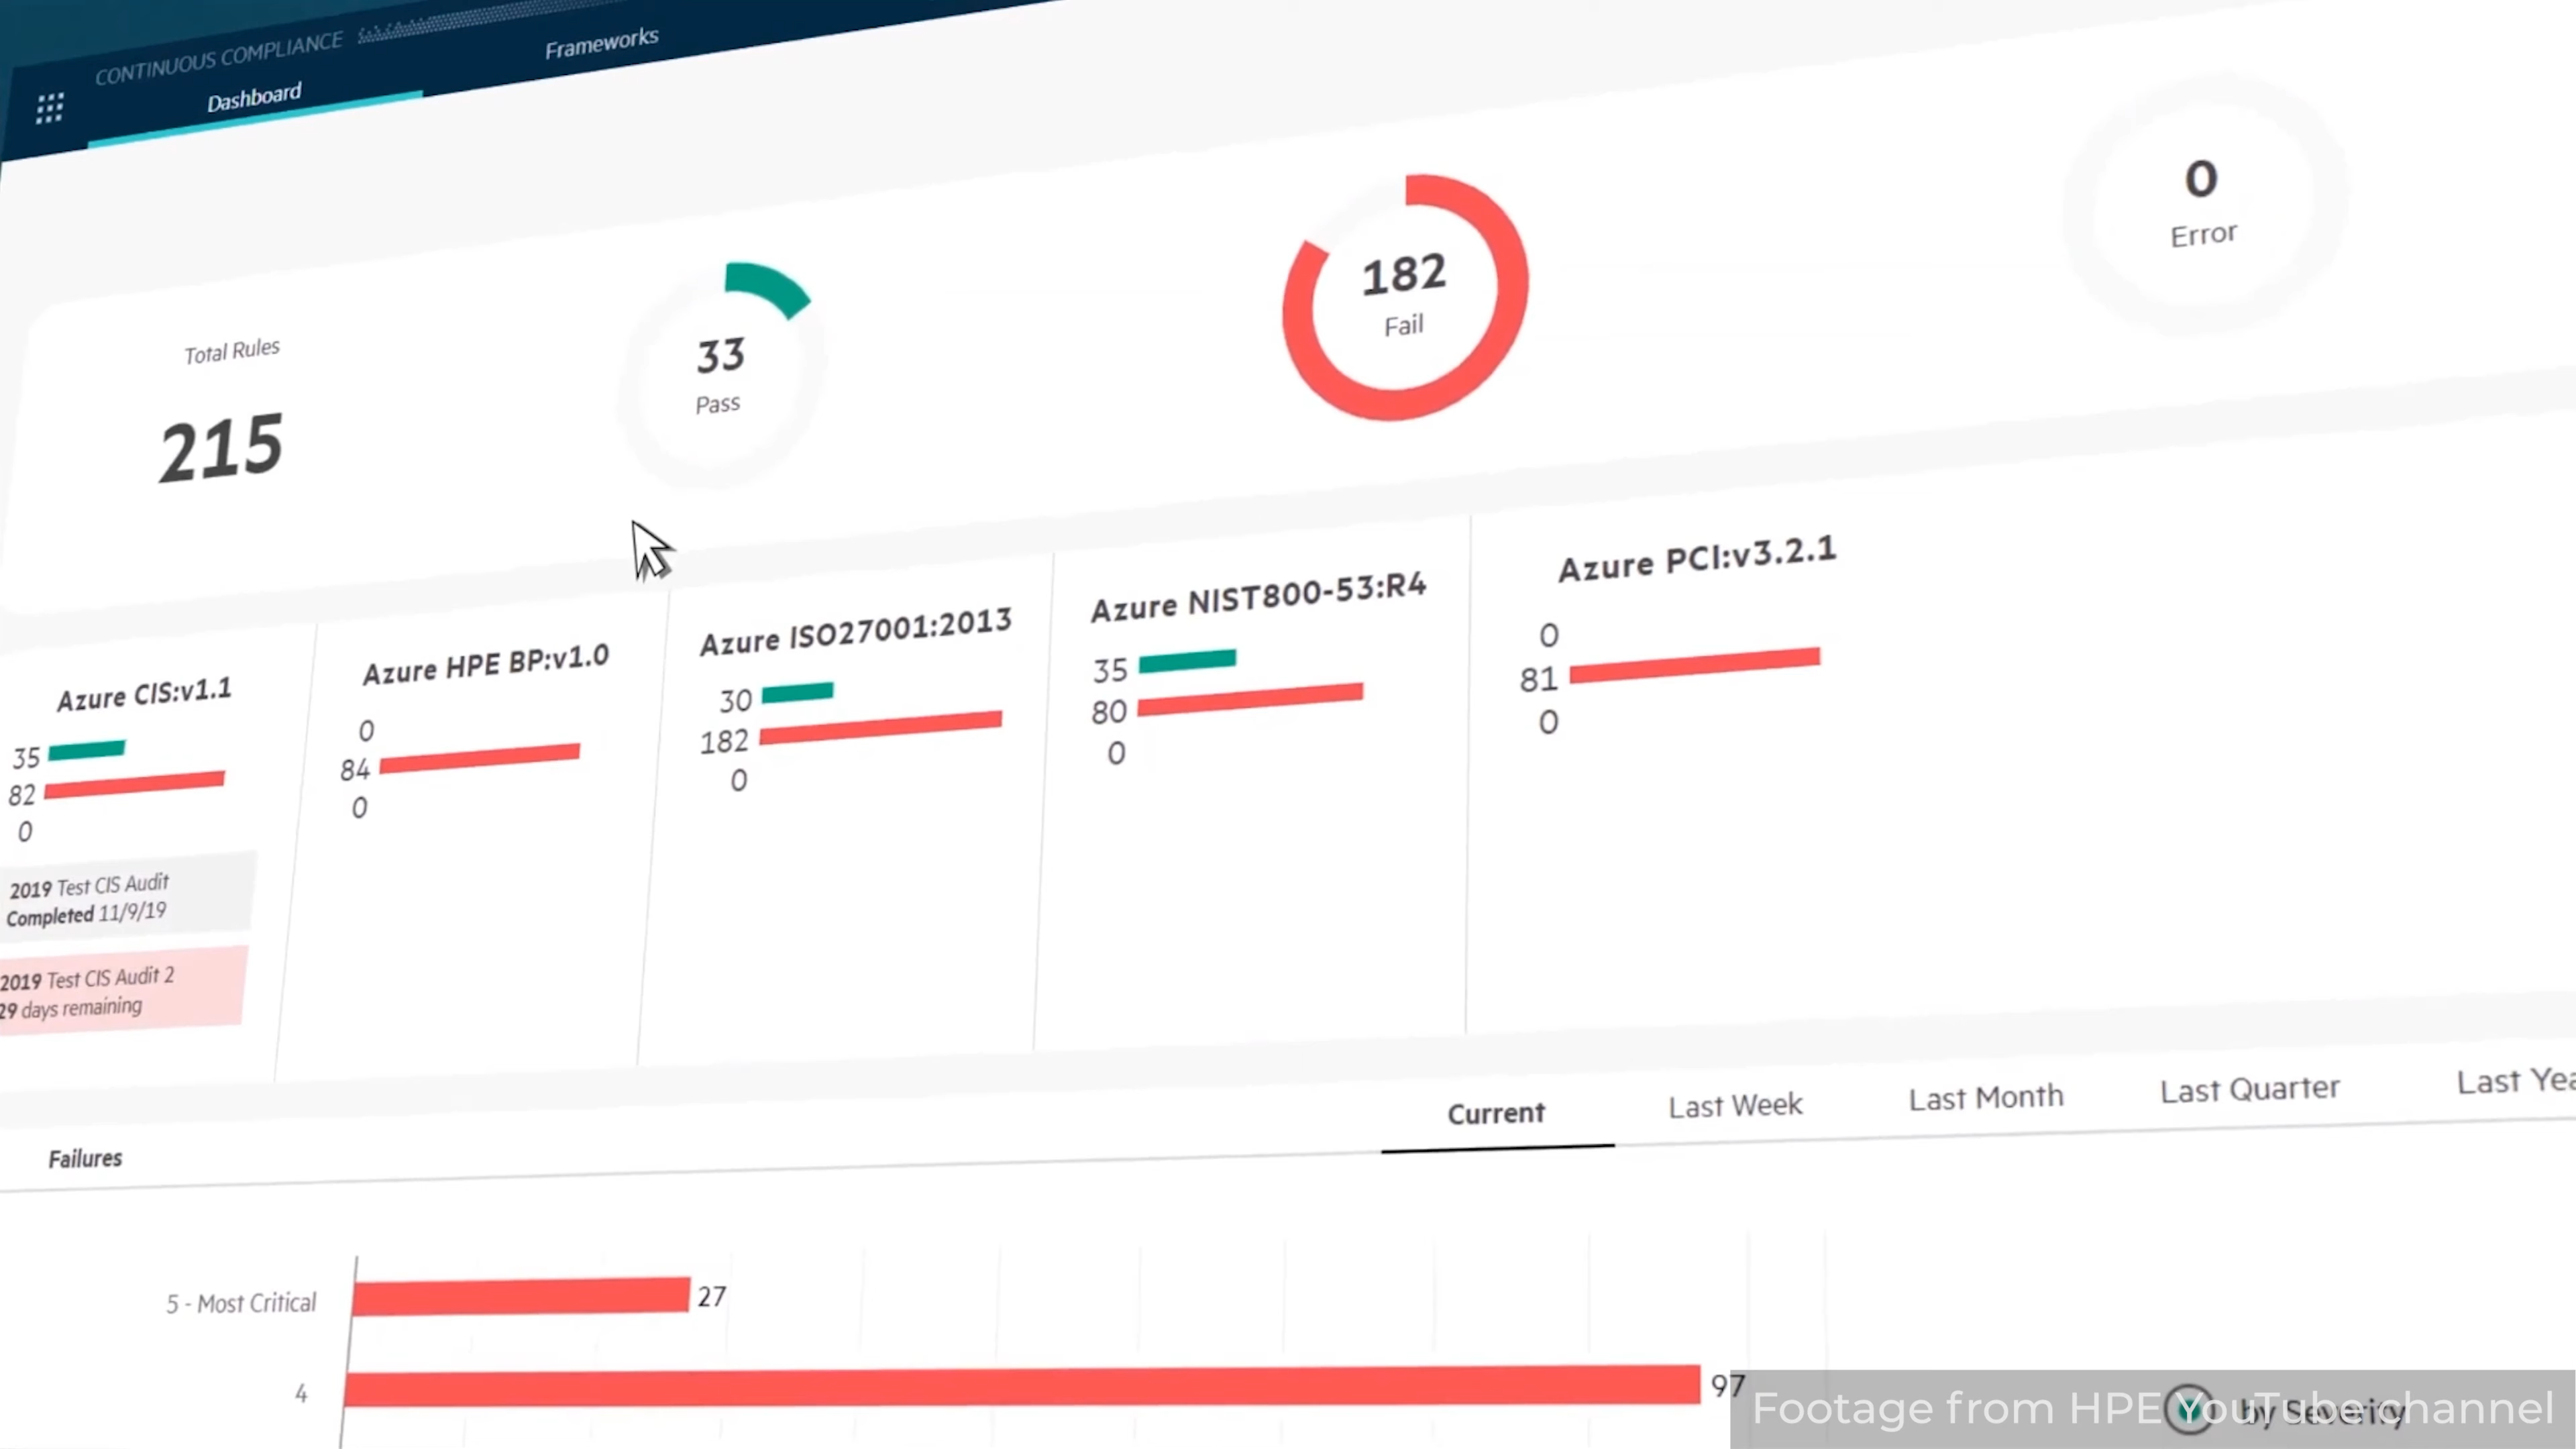 CONTINUOUS COMPLIANCE
Dashboard
Frameworks
Total Rules
215
33
Pass
182
Fail
0
Error
Azure CIS:v1.1
35
82
0
2019 Test CIS Audit
Completed 11/9/19
2019 Test CIS Audit 2
29 days remaining
Azure HPE BP:v1.0
0
84
0
Azure ISO27001:2013
30
182
0
Azure NIST800-53:R4
35
80
0
Azure PCI:v3.2.1
0
81
0
Failures
Current
Last Week
Last Month
Last Quarter
Last Yea
5 - Most Critical
27
4
97
by Severity
Footage from HPE YouTube channel